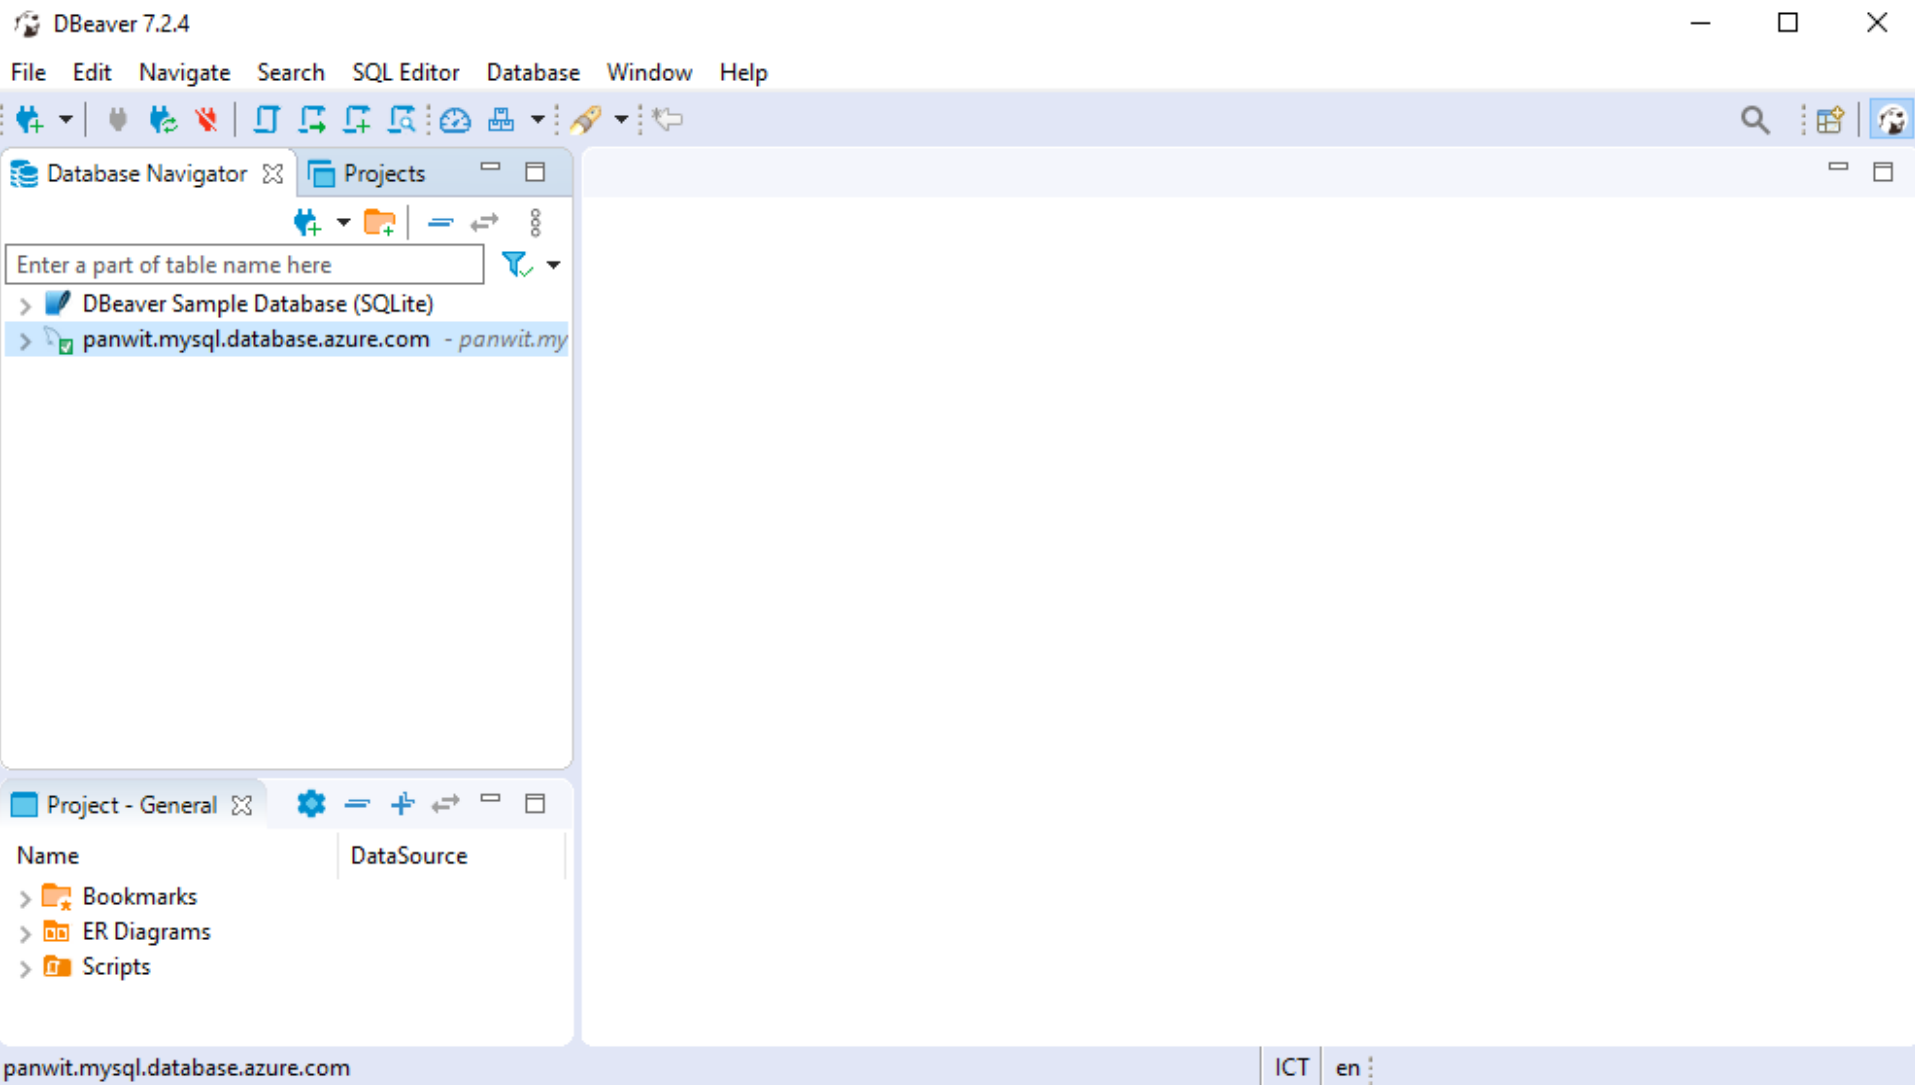 DBeaver 7.2.4
File Edit Navigate Search SQL Editor Database Window Help
Database Navigator Projects
Enter a part of table name here
DBeaver Sample Database (SQLite)
panwit.mysql.database.azure.com - panwit.my
Project - General
Name DataSource
Bookmarks
ER Diagrams
Scripts
panwit.mysql.database.azure.com ICT en